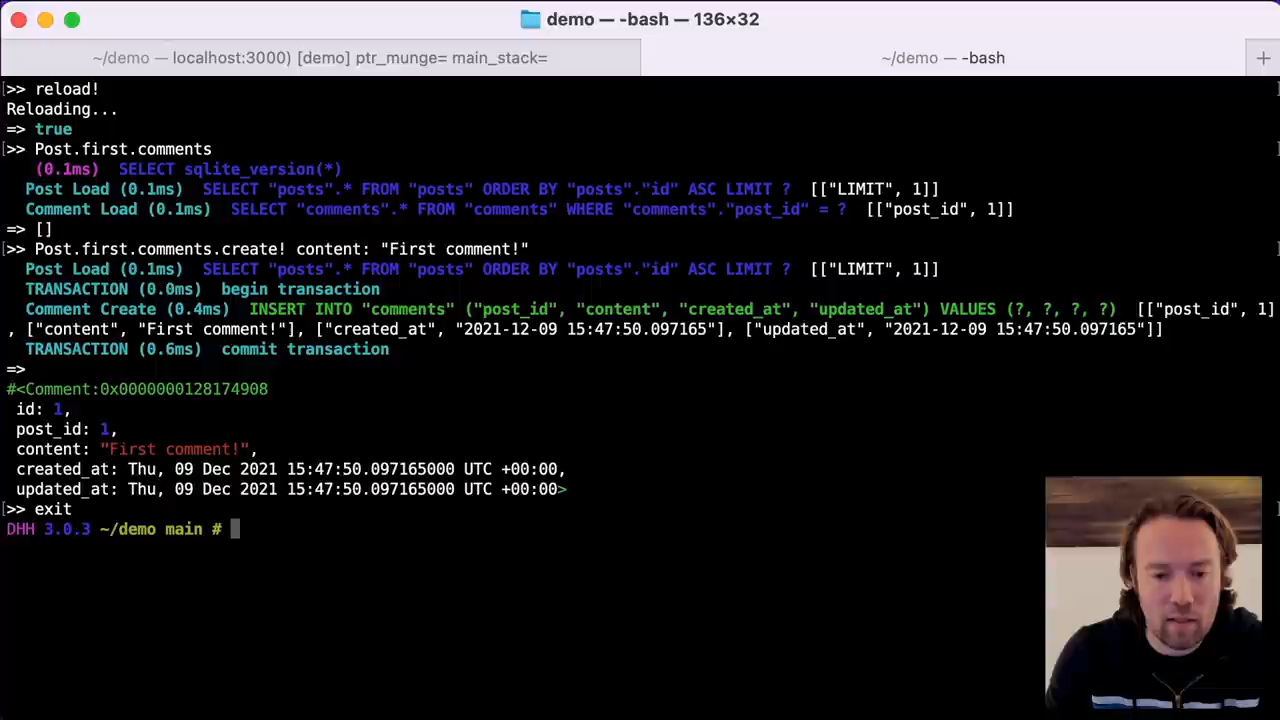 demo — -bash — 136×32
~/demo — localhost:3000) [demo] ptr_munge= main_stack=
~/demo — -bash
+
[>> reload!
Reloading...
=> true
[>> Post.first.comments
(0.1ms)  SELECT sqlite_version(*)
Post Load (0.1ms)  SELECT "posts".* FROM "posts" ORDER BY "posts"."id" ASC LIMIT ?  [["LIMIT", 1]]
Comment Load (0.1ms)  SELECT "comments".* FROM "comments" WHERE "comments"."post_id" = ?  [["post_id", 1]]
=> []
[>> Post.first.comments.create! content: "First comment!"
Post Load (0.1ms)  SELECT "posts".* FROM "posts" ORDER BY "posts"."id" ASC LIMIT ?  [["LIMIT", 1]]
TRANSACTION (0.0ms)  begin transaction
Comment Create (0.4ms)  INSERT INTO "comments" ("post_id", "content", "created_at", "updated_at") VALUES (?, ?, ?, ?)  [["post_id", 1]
, ["content", "First comment!"], ["created_at", "2021-12-09 15:47:50.097165"], ["updated_at", "2021-12-09 15:47:50.097165"]]
TRANSACTION (0.6ms)  commit transaction
=>
#<Comment:0x0000000128174908
id: 1,
post_id: 1,
content: "First comment!",
created_at: Thu, 09 Dec 2021 15:47:50.097165000 UTC +00:00,
updated_at: Thu, 09 Dec 2021 15:47:50.097165000 UTC +00:00>
[>> exit
DHH 3.0.3 ~/demo main #